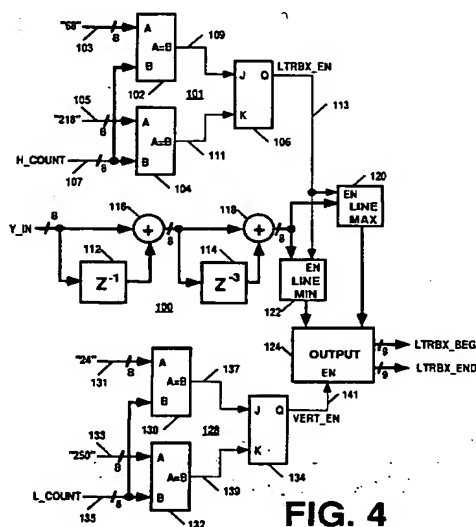 "68"
8
103
A
A=B
B
102
109
101
105
"218"
8
A
A=B
B
104
111
H_COUNT
8
107
J Q
K
106
LTRBX_EN
113
120
EN
LINE
MAX
Y_IN
8
116
+
8
118
+
8
112
Z⁻¹
114
Z⁻³
100
EN
LINE
MIN
122
124
OUTPUT
EN
8
LTRBX_BEG
9
LTRBX_END
"24"
131
8
A
A=B
B
130
137
128
133
"250"
8
A
A=B
B
132
139
L_COUNT
8
135
J Q
K
134
VERT_EN
141
FIG. 4